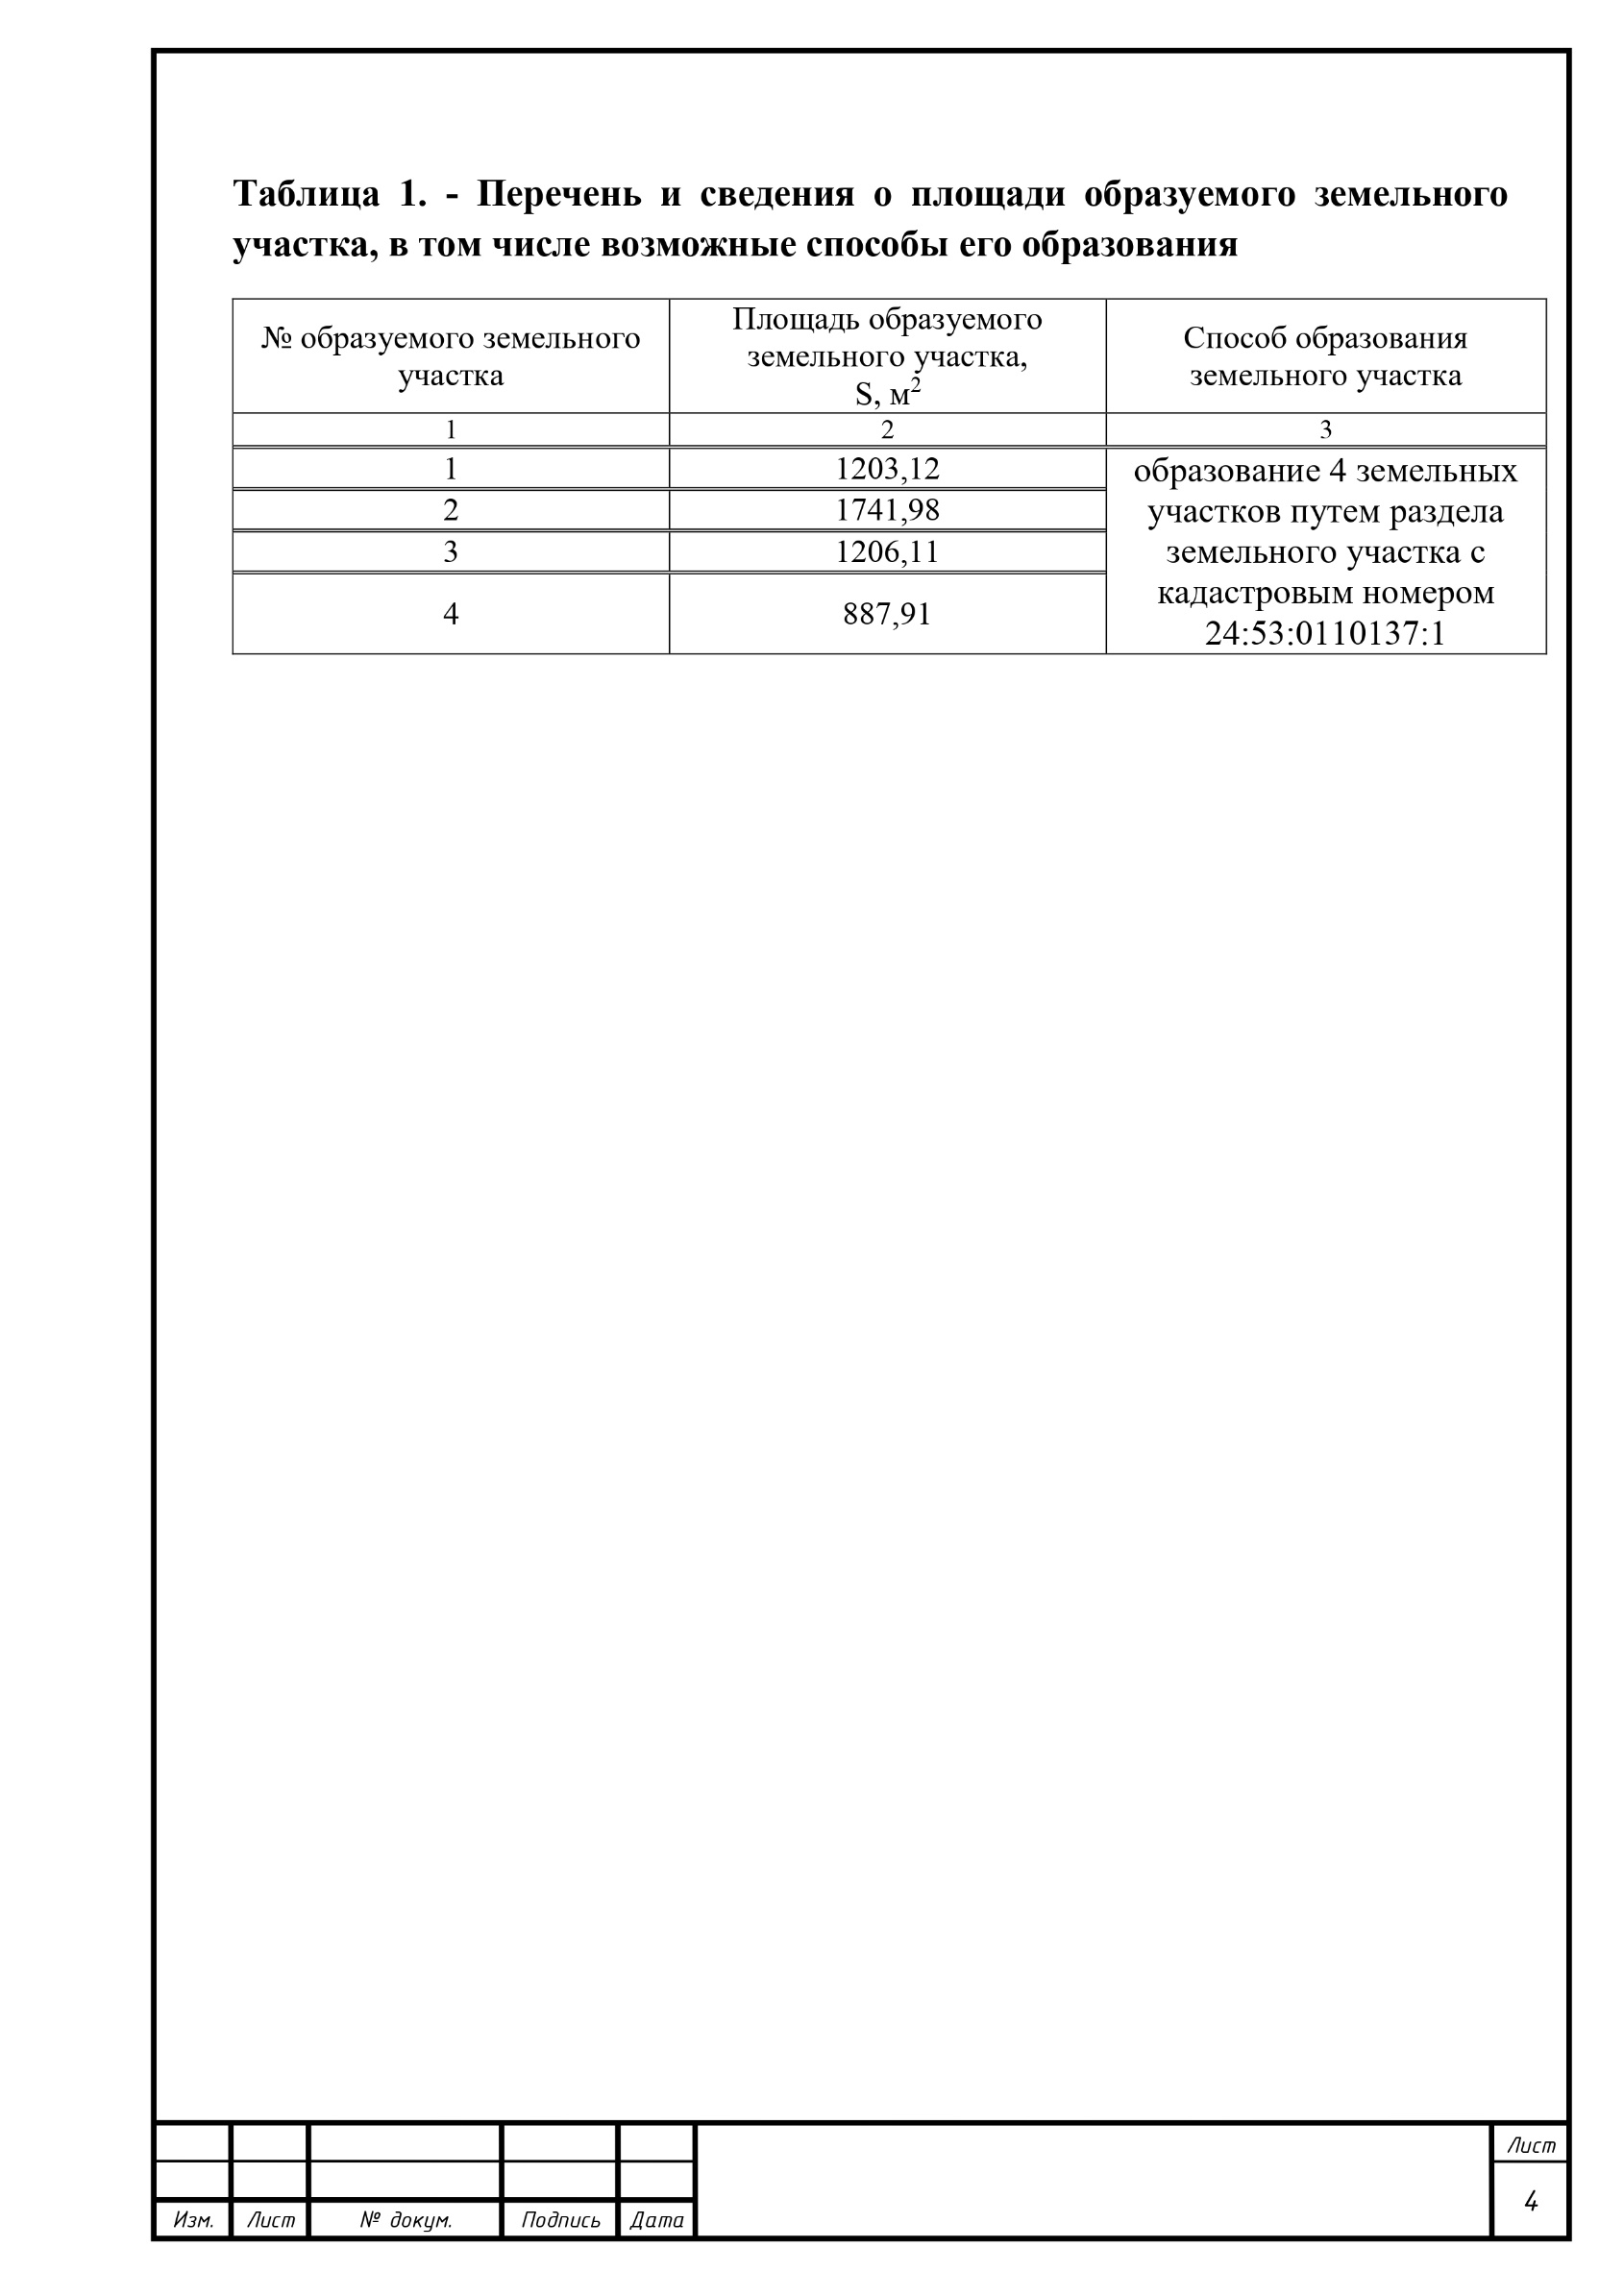 Таблица 1. - Перечень и сведения о площади образуемого земельного
участка, в том числе возможные способы его образования
№ образуемого земельного
участка
Площадь образуемого
земельного участка,
S, м²
Способ образования
земельного участка
1
2
3
1
1203,12
2
1741,98
3
1206,11
4
887,91
образование 4 земельных
участков путем раздела
земельного участка с
кадастровым номером
24:53:0110137:1
Лист
4
Изм.
Лист
№ докум.
Подпись
Дата